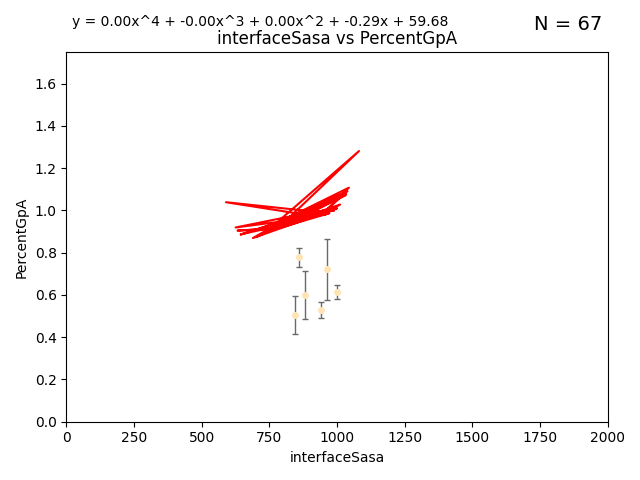 y = 0.00x^4 + -0.00x^3 + 0.00x^2 + -0.29x + 59.68
N = 67
interfaceSasa vs PercentGpA
PercentGpA
1.6
1.4
1.2
1.0
0.8
0.6
0.4
0.2
0.0
0 250 500 750 1000 1250 1500 1750 2000
interfaceSasa